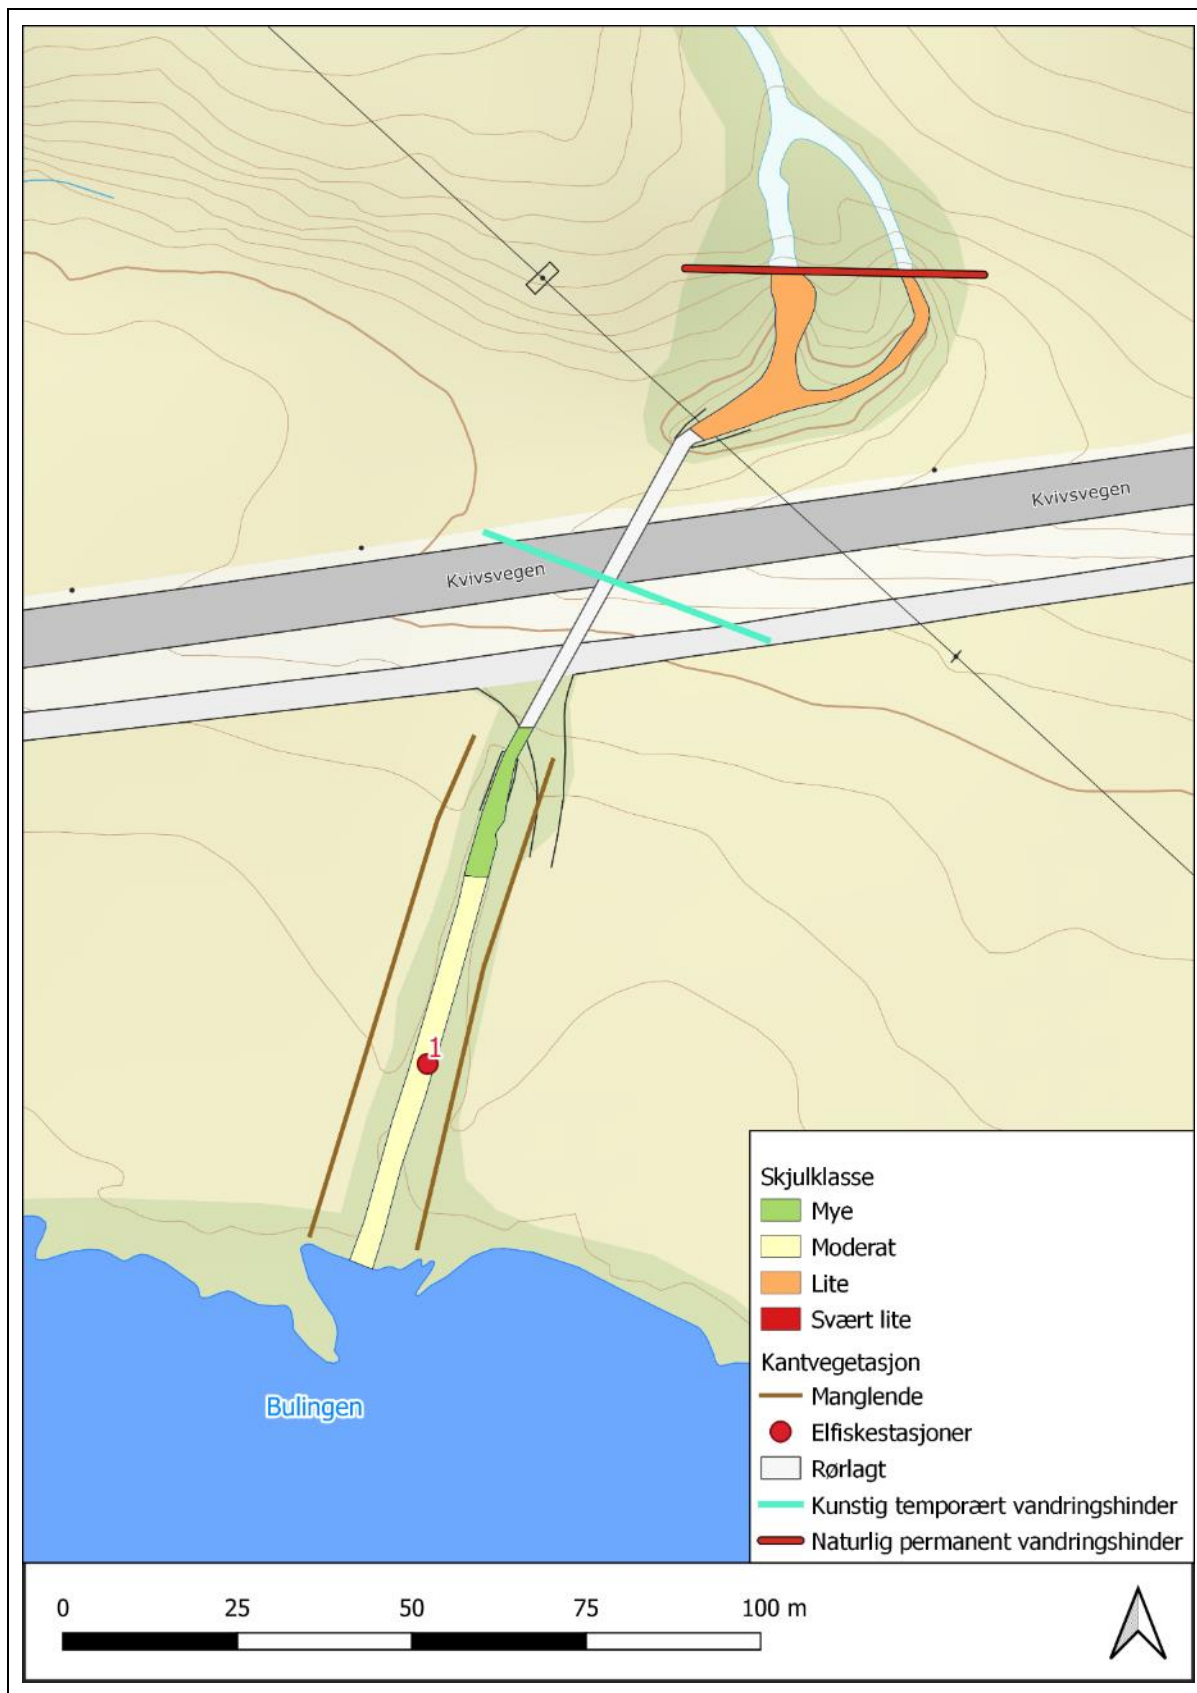 Kvivsvegen
Kvivsvegen
1
Bulingen
Skjulklasse
Mye
Moderat
Lite
Svært lite
Kantvegetasjon
Manglende
Elfiskestasjoner
Rørlagt
Kunstig temporært vandringshinder
Naturlig permanent vandringshinder
0 25 50 75 100 m